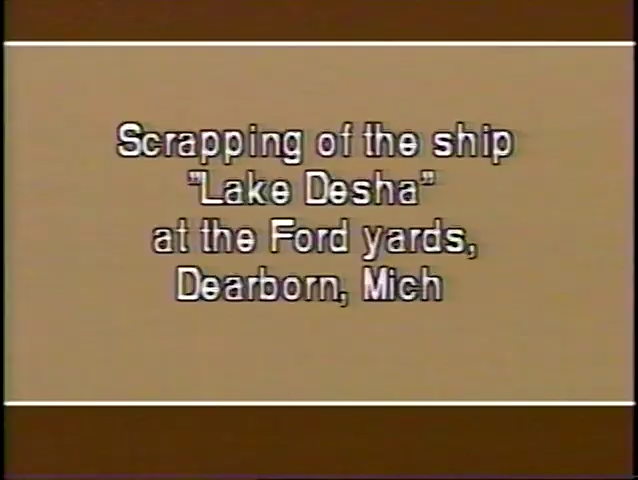 Scrapping of the ship
"Lake Desha"
at the Ford yards,
Dearborn, Mich